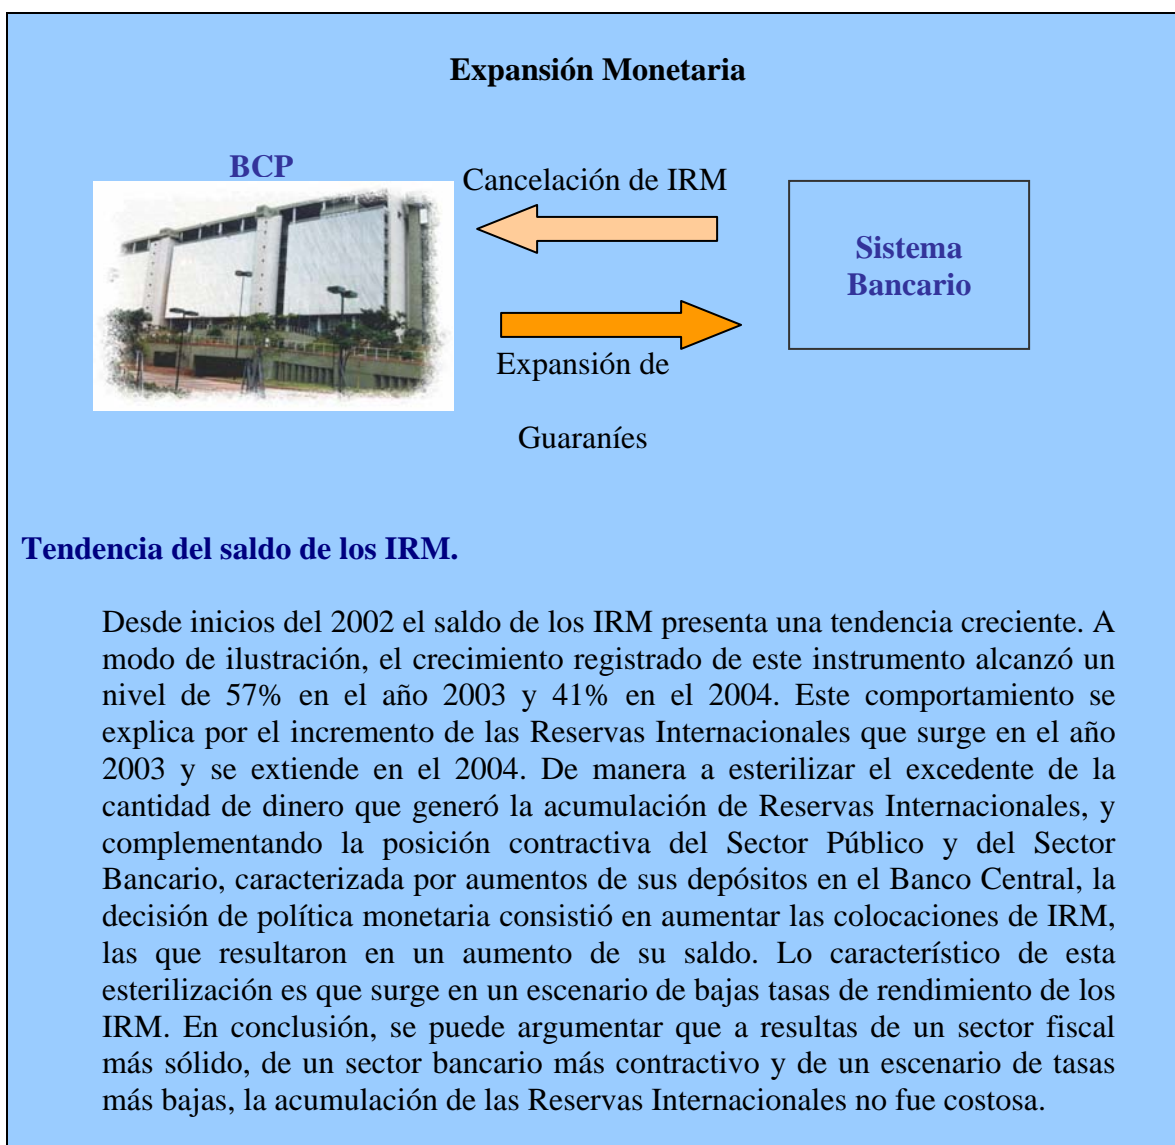 Expansión Monetaria
BCP
Cancelación de IRM
Sistema
Bancario
Expansión de
Guaraníes
Tendencia del saldo de los IRM.
Desde inicios del 2002 el saldo de los IRM presenta una tendencia creciente. A
modo de ilustración, el crecimiento registrado de este instrumento alcanzó un
nivel de 57% en el año 2003 y 41% en el 2004. Este comportamiento se
explica por el incremento de las Reservas Internacionales que surge en el año
2003 y se extiende en el 2004. De manera a esterilizar el excedente de la
cantidad de dinero que generó la acumulación de Reservas Internacionales, y
complementando la posición contractiva del Sector Público y del Sector
Bancario, caracterizada por aumentos de sus depósitos en el Banco Central, la
decisión de política monetaria consistió en aumentar las colocaciones de IRM,
las que resultaron en un aumento de su saldo. Lo característico de esta
esterilización es que surge en un escenario de bajas tasas de rendimiento de los
IRM. En conclusión, se puede argumentar que a resultas de un sector fiscal
más sólido, de un sector bancario más contractivo y de un escenario de tasas
más bajas, la acumulación de las Reservas Internacionales no fue costosa.